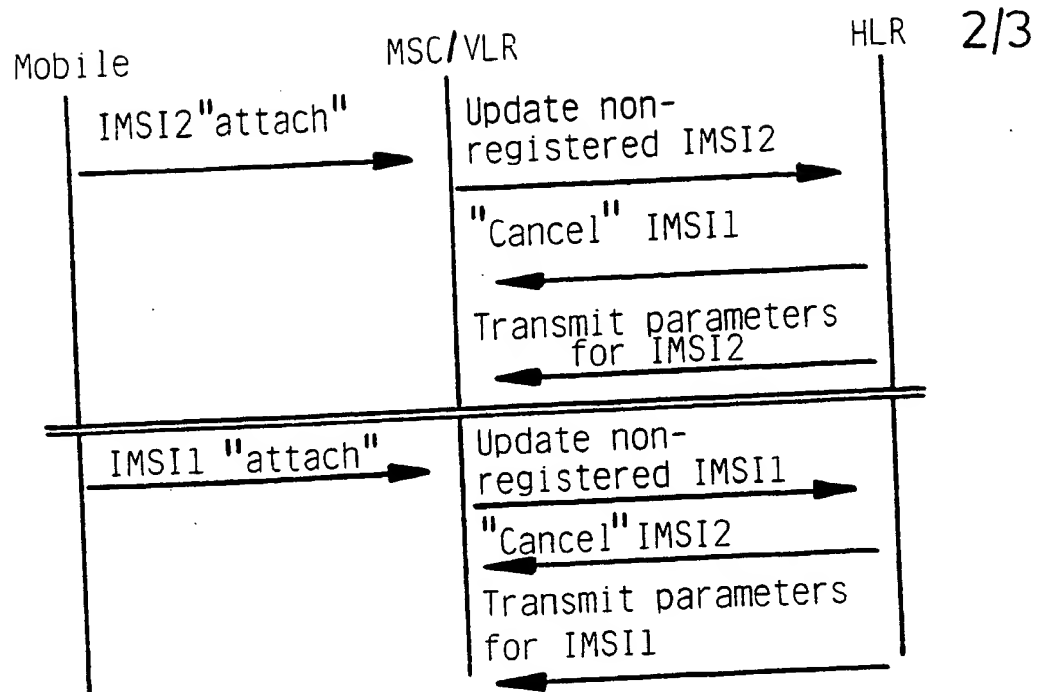 Mobile
MSC/VLR
HLR
2/3
IMSI2 "attach"
Update non-
registered IMSI2
"Cancel" IMSI1
Transmit parameters
for IMSI2
IMSI1 "attach"
Update non-
registered IMSI1
"Cancel" IMSI2
Transmit parameters
for IMSI1